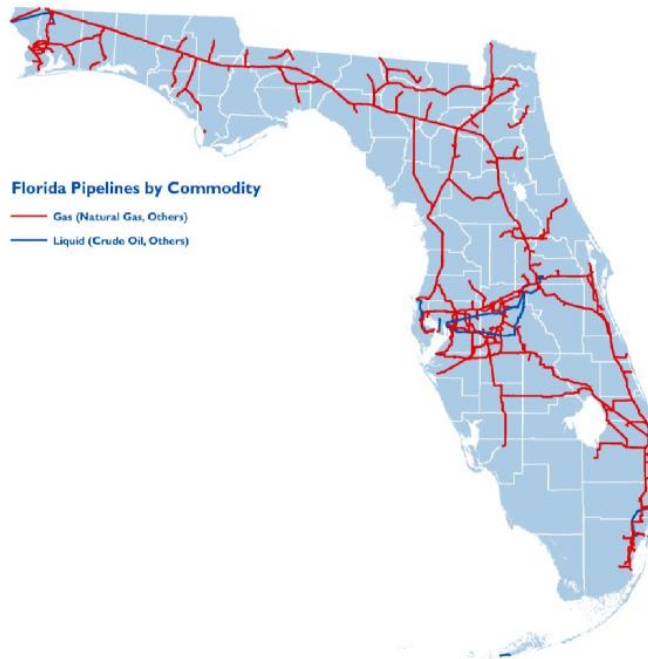 Florida Pipelines by Commodity
Gas (Natural Gas, Others)
Liquid (Crude Oil, Others)